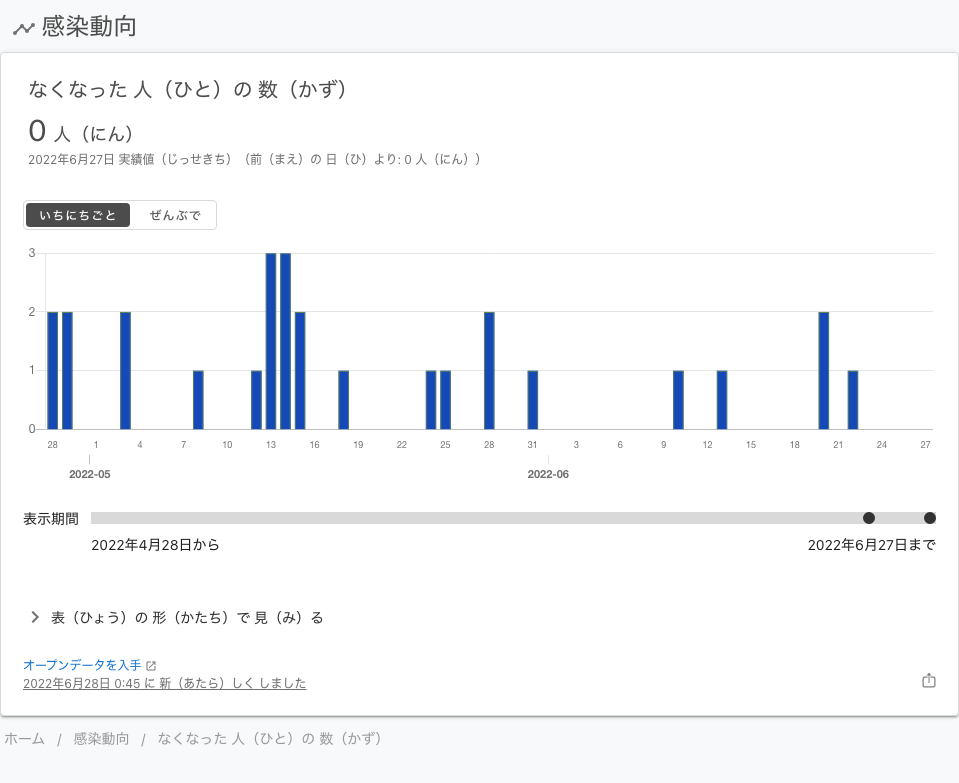 感染動向
なくなった 人（ひと）の 数（かず）
0 人（にん）
2022年6月27日 実績値（じっせきち）（前（まえ）の 日（ひ）より: 0 人（にん））
いちにちごと ぜんぶで
3
2
1
0
28 1 4 7 10 13 16 19 22 25 28 31 3 6 9 12 15 18 21 24 27
2022-05 2022-06
表示期間
2022年4月28日から 2022年6月27日まで
表（ひょう）の 形（かたち）で 見（み）る
オープンデータを入手
2022年6月28日 0:45 に 新（あたら）しく しました
ホーム / 感染動向 / なくなった 人（ひと）の 数（かず）